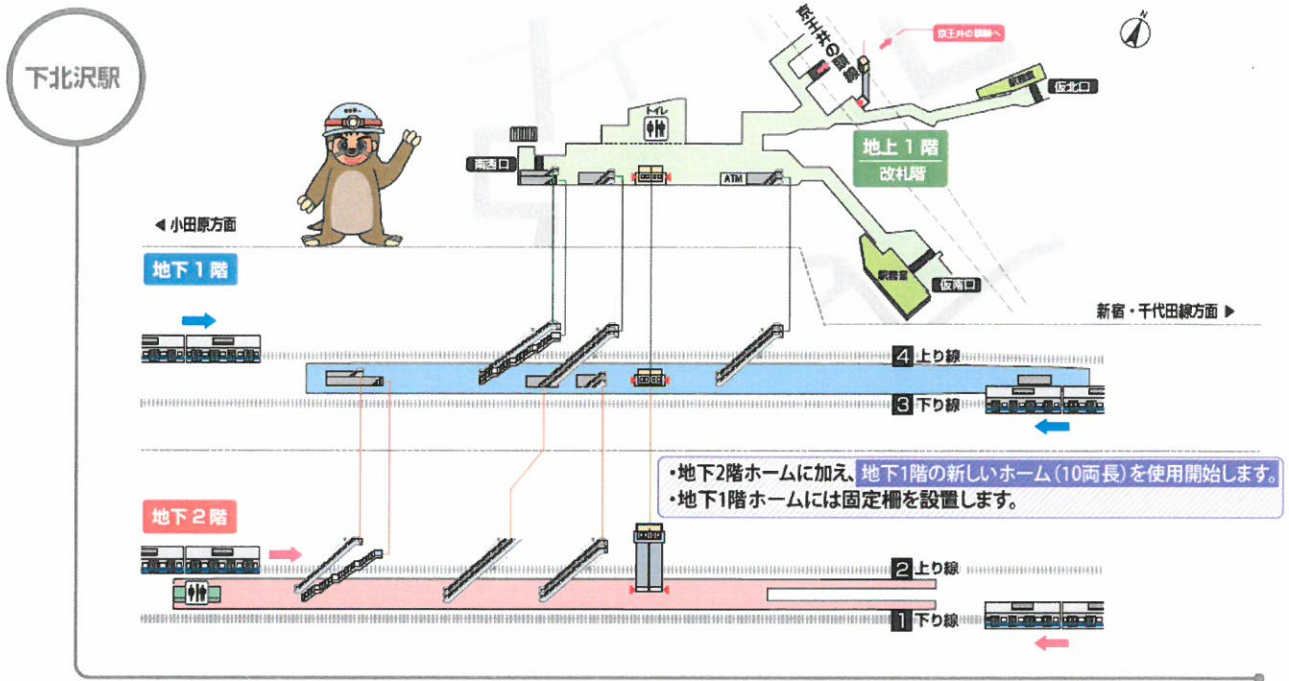 下北沢駅
N
京王井の頭線
京王井の頭線へ
駅務室
仮北口
トイレ
地上1階
改札階
南西口
ATM
◀ 小田原方面
地下1階
駅務室
仮南口
新宿・千代田線方面 ▶
4 上り線
3 下り線
・地下2階ホームに加え、地下1階の新しいホーム(10両長)を使用開始します。
・地下1階ホームには固定柵を設置します。
地下2階
2 上り線
1 下り線